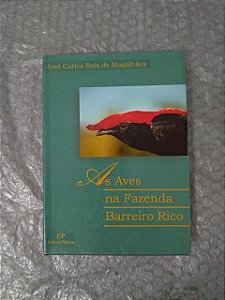 José Carlos Reis de Magalhães
As Aves
na Fazenda
Barreiro Rico
EP